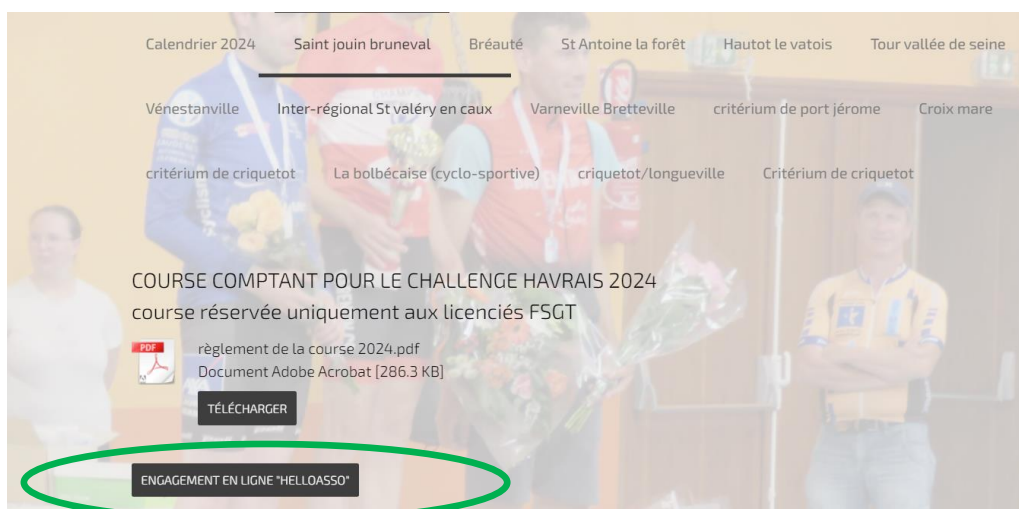 Calendrier 2024 Saint jouin bruneval Bréauté St Antoine la forêt Hautot le vatois Tour vallée de seine
Vénestanville Inter-régional St valéry en caux Varneville Bretteville critérium de port jérome Croix mare
critérium de criquetot La bolbécaise (cyclo-sportive) criquetot/longueville Critérium de criquetot
COURSE COMPTANT POUR LE CHALLENGE HAVRAIS 2024
course réservée uniquement aux licenciés FSGT
PDF
règlement de la course 2024.pdf
Document Adobe Acrobat [286.3 KB]
TÉLÉCHARGER
ENGAGEMENT EN LIGNE "HELLOASSO"